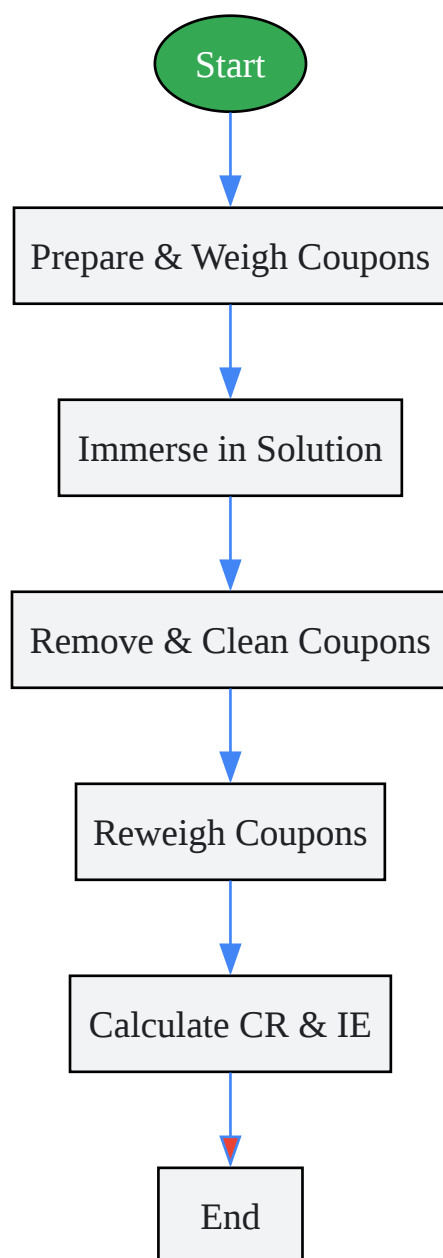 Start
Prepare & Weigh Coupons
Immerse in Solution
Remove & Clean Coupons
Reweigh Coupons
Calculate CR & IE
End